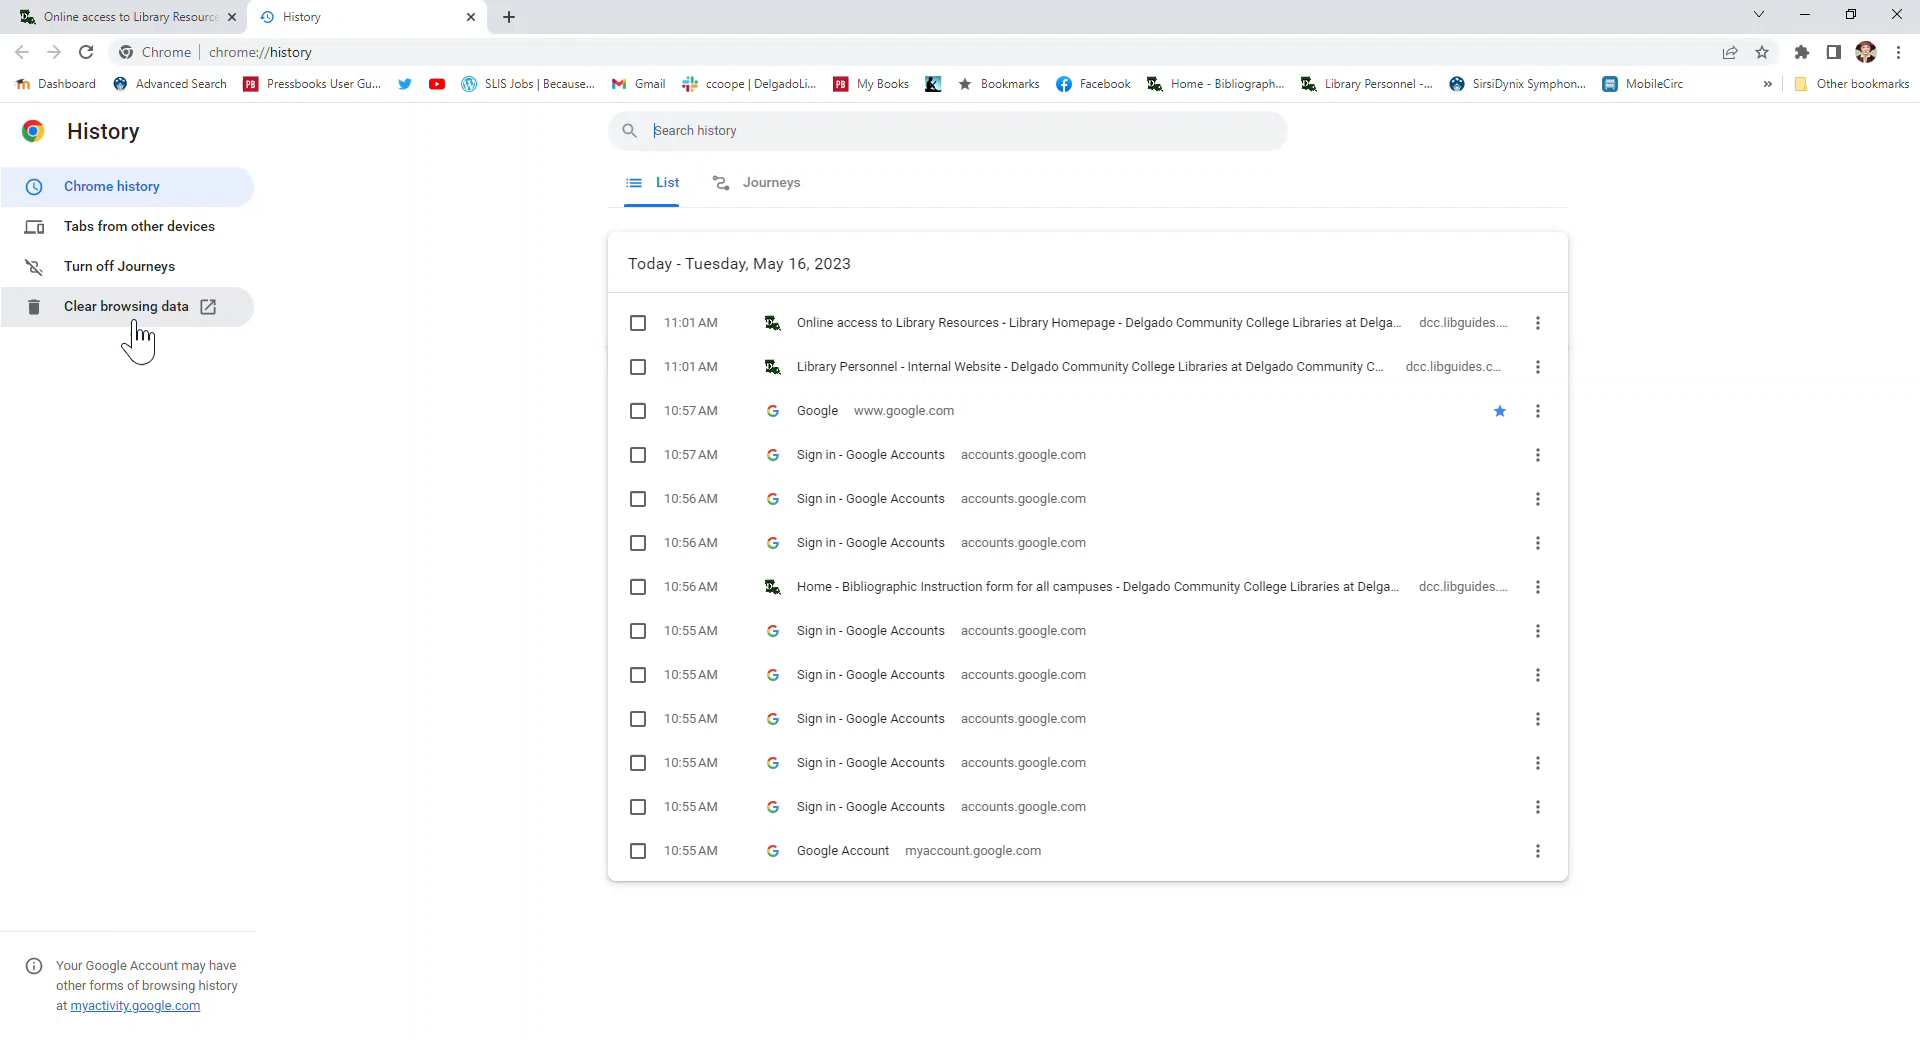 Online access to Library Resource
History
Chrome
chrome://history
Dashboard
Advanced Search
PB
Pressbooks User Gu...
SLIS Jobs | Because...
Gmail
ccoope | DelgadoLi...
PB
My Books
Bookmarks
Facebook
Home - Bibliograph...
Library Personnel -...
SirsiDynix Symphon...
MobileCirc
»
Other bookmarks
History
Search history
Chrome history
Tabs from other devices
Turn off Journeys
Clear browsing data
List
Journeys
Today - Tuesday, May 16, 2023
11:01 AM Online access to Library Resources - Library Homepage - Delgado Community College Libraries at Delga... dcc.libguides....
11:01 AM Library Personnel - Internal Website - Delgado Community College Libraries at Delgado Community C... dcc.libguides.c...
10:57 AM Google www.google.com
10:57 AM Sign in - Google Accounts accounts.google.com
10:56 AM Sign in - Google Accounts accounts.google.com
10:56 AM Sign in - Google Accounts accounts.google.com
10:56 AM Home - Bibliographic Instruction form for all campuses - Delgado Community College Libraries at Delga... dcc.libguides....
10:55 AM Sign in - Google Accounts accounts.google.com
10:55 AM Sign in - Google Accounts accounts.google.com
10:55 AM Sign in - Google Accounts accounts.google.com
10:55 AM Sign in - Google Accounts accounts.google.com
10:55 AM Sign in - Google Accounts accounts.google.com
10:55 AM Google Account myaccount.google.com
Your Google Account may have
other forms of browsing history
at myactivity.google.com